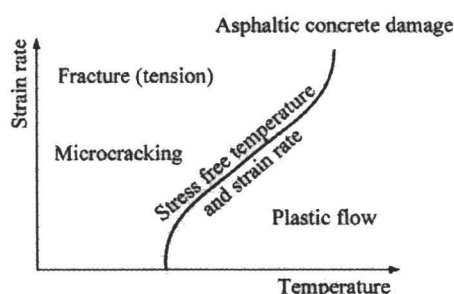 Asphaltic concrete damage
Strain rate
Fracture (tension)
Microcracking
Stress free temperature
and strain rate
Plastic flow
Temperature